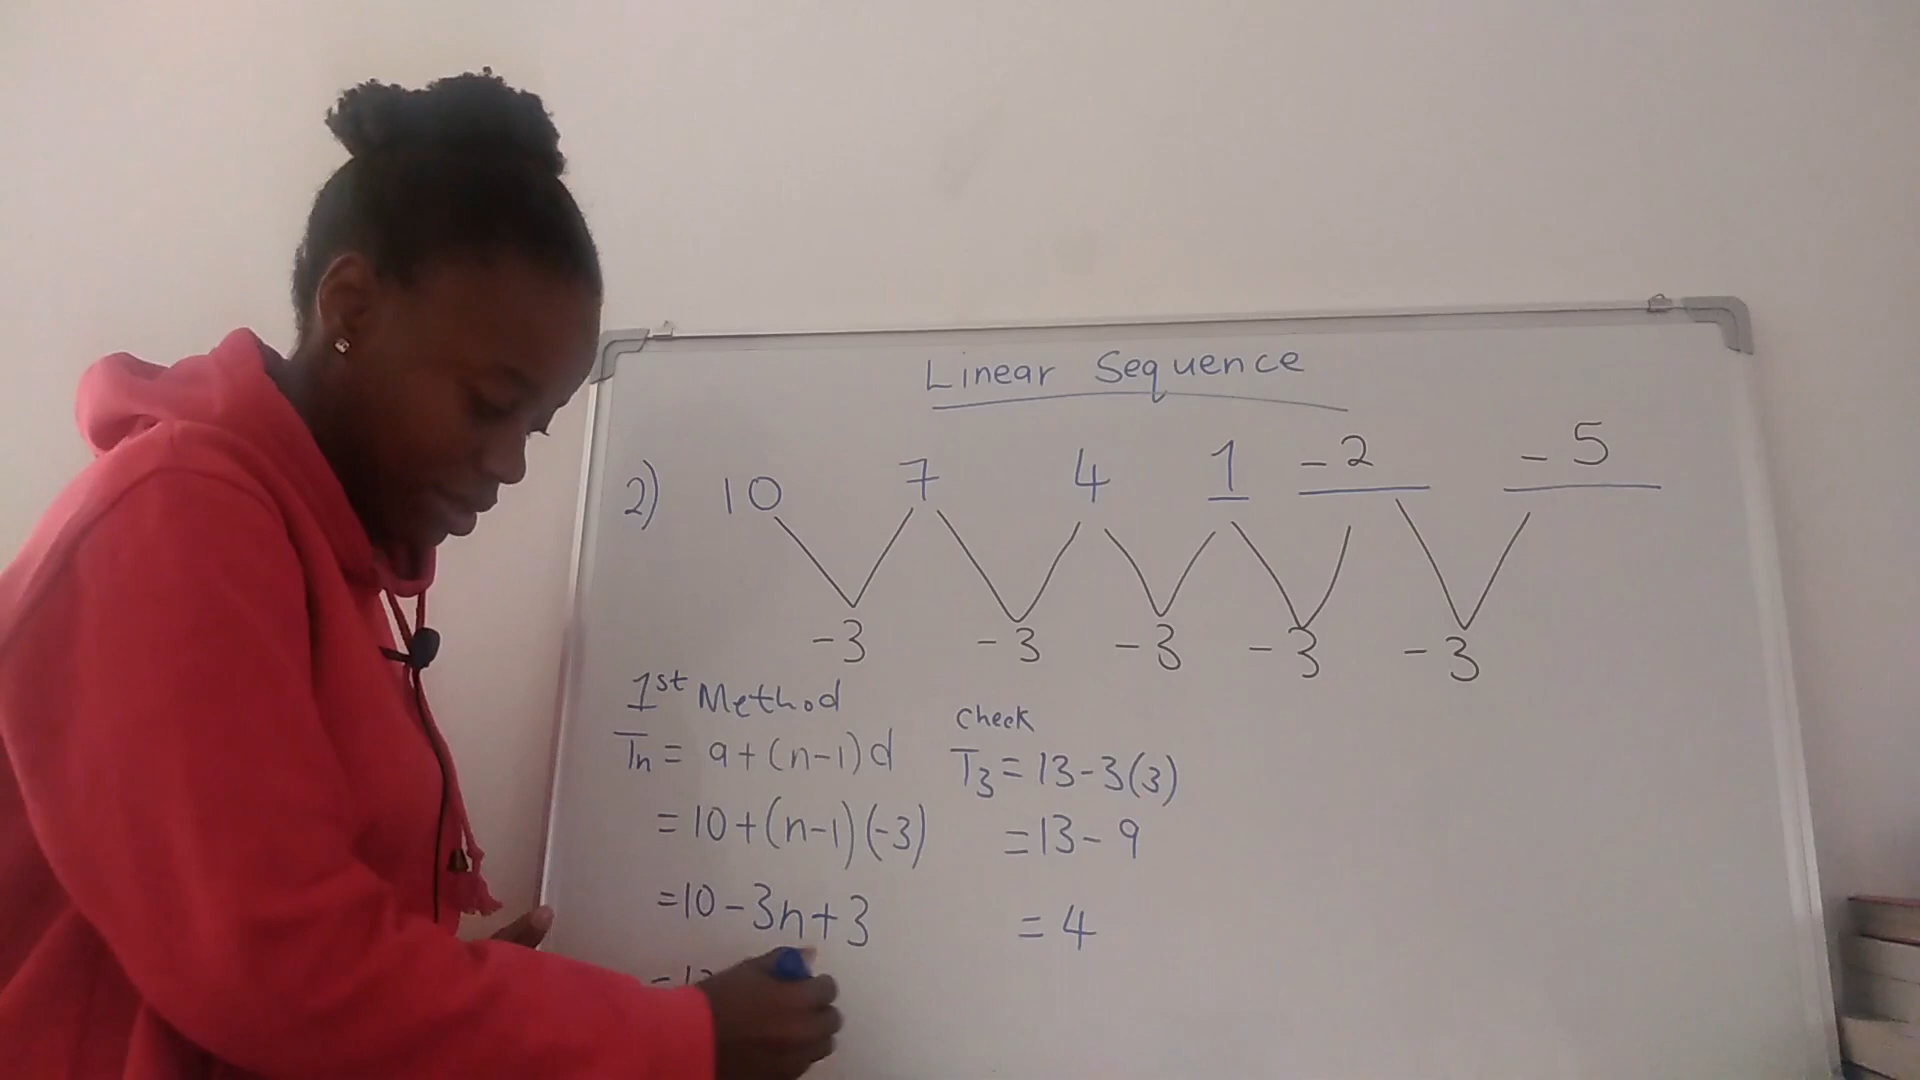 Linear Sequence
2) 10 7 4 1 -2 -5
-3 -3 -3 -3 -3
1st Method
Tn = a+(n-1)d
= 10+(n-1)(-3)
=10-3n+3
Check
T3 = 13-3(3)
=13-9
= 4